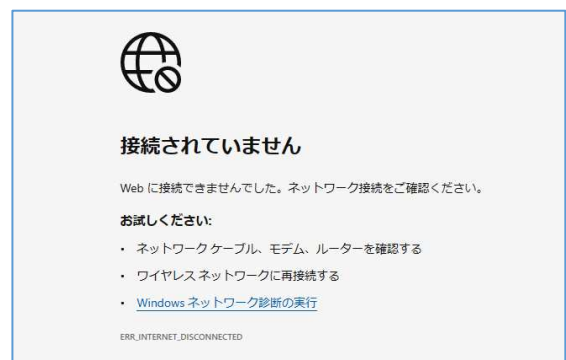 接続されていません
Web に接続できませんでした。ネットワーク接続をご確認ください。
お試しください:
• ネットワーク ケーブル、モデム、ルーターを確認する
• ワイヤレス ネットワークに再接続する
• Windows ネットワーク診断の実行
ERR_INTERNET_DISCONNECTED